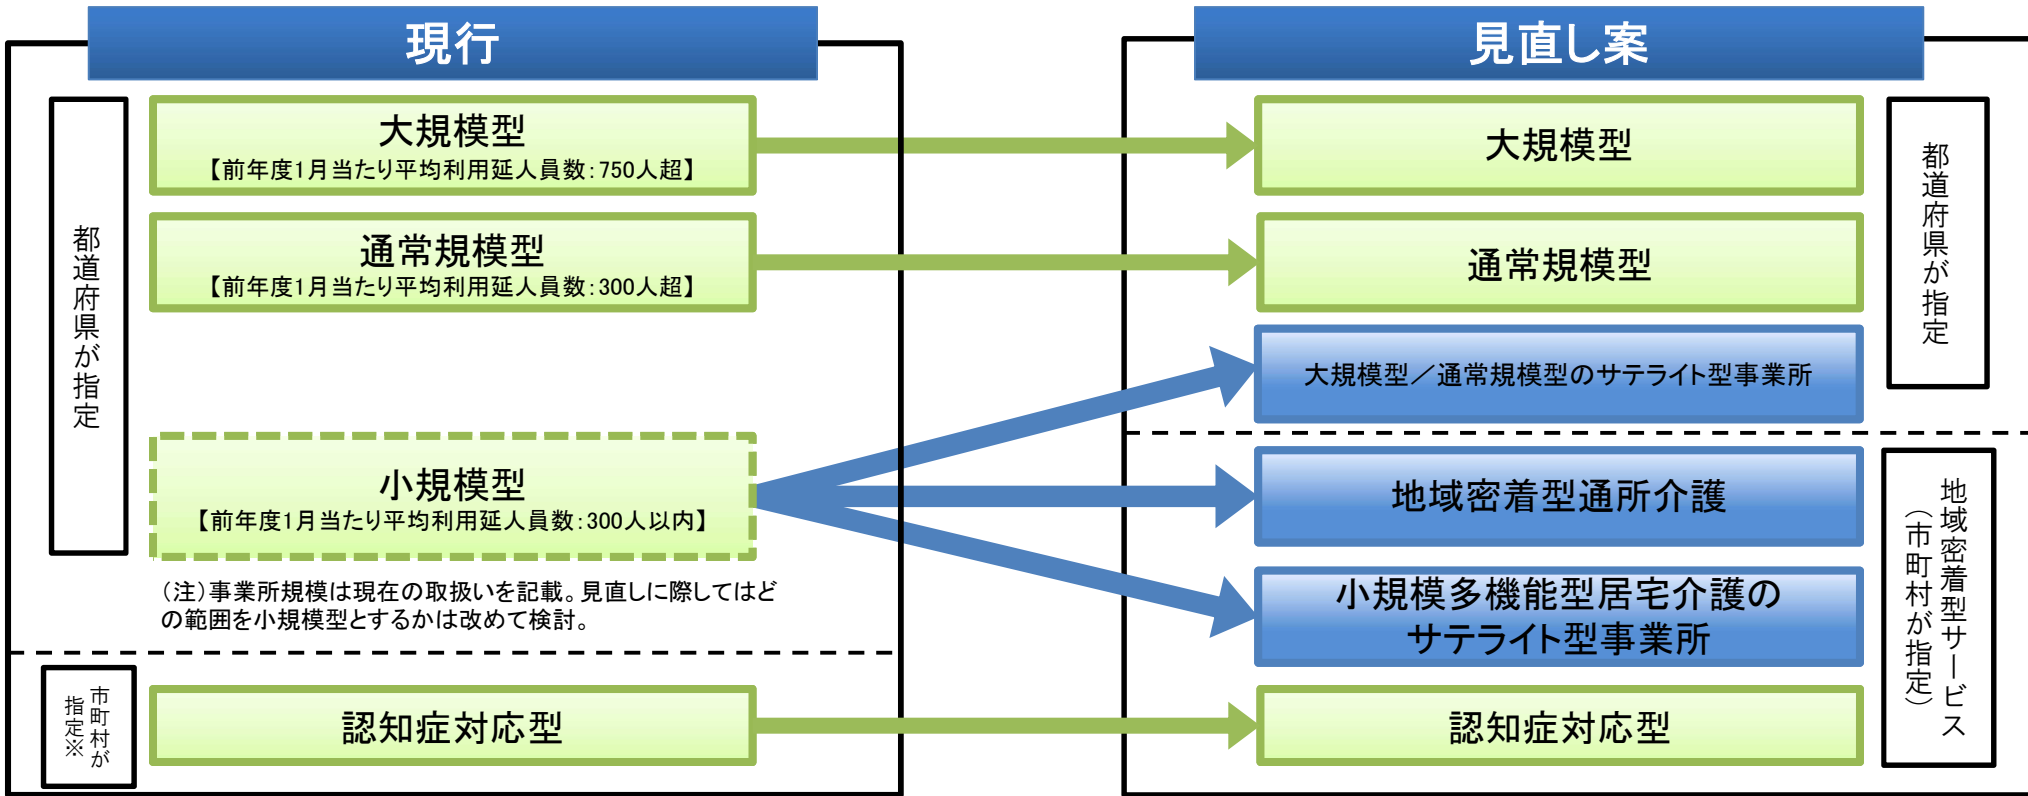 現行
都道府県が指定
大規模型
【前年度1月当たり平均利用延人員数:750人超】
通常規模型
【前年度1月当たり平均利用延人員数:300人超】
小規模型
【前年度1月当たり平均利用延人員数:300人以内】
(注)事業所規模は現在の取扱いを記載。見直しに際してはど
の範囲を小規模型とするかは改めて検討。
市町村が
指定※
認知症対応型
見直し案
大規模型
通常規模型
大規模型/通常規模型のサテライト型事業所
都道府県が指定
地域密着型通所介護
小規模多機能型居宅介護の
サテライト型事業所
認知症対応型
地域密着型サービス
(市町村が指定)